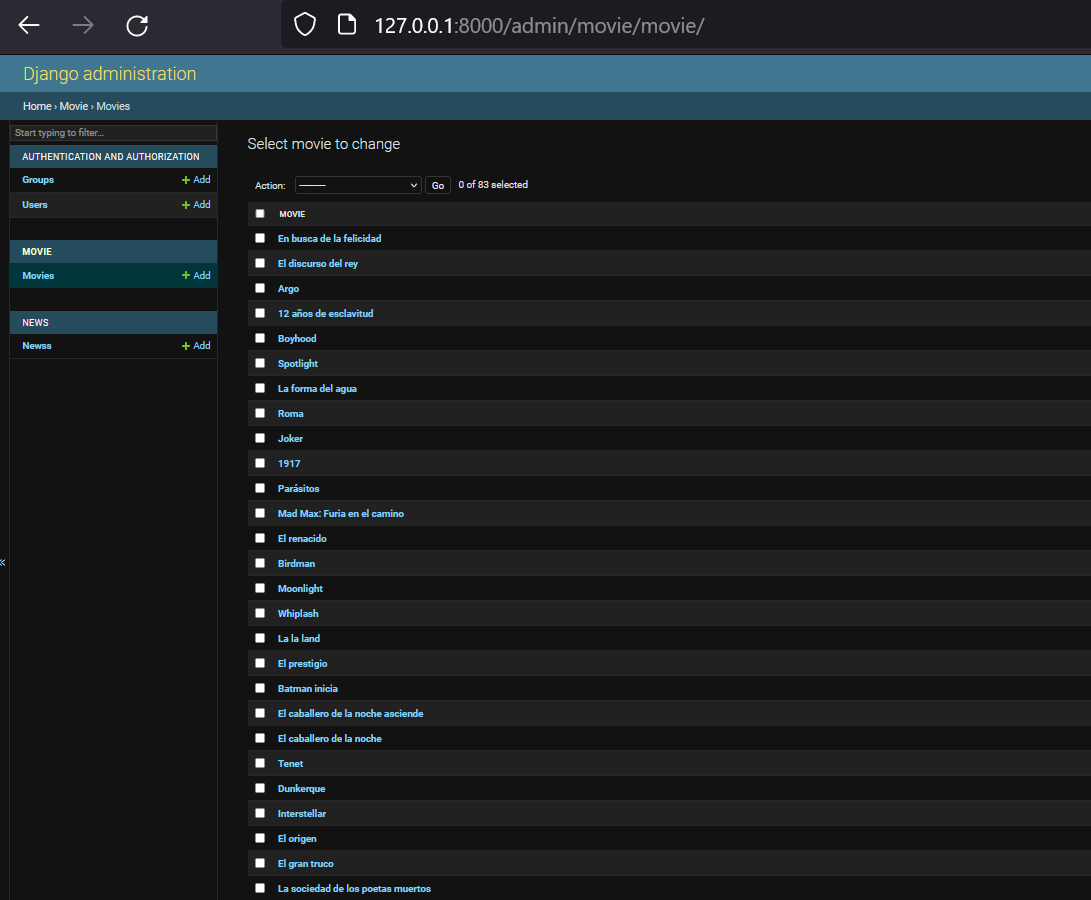 127.0.0.1:8000/admin/movie/movie/
Django administration
Home › Movie › Movies
Start typing to filter...
AUTHENTICATION AND AUTHORIZATION
Groups + Add
Users + Add
MOVIE
Movies + Add
NEWS
Newss + Add
«
Select movie to change
Action: --------- Go 0 of 83 selected
MOVIE
En busca de la felicidad
El discurso del rey
Argo
12 años de esclavitud
Boyhood
Spotlight
La forma del agua
Roma
Joker
1917
Parásitos
Mad Max: Furia en el camino
El renacido
Birdman
Moonlight
Whiplash
La la land
El prestigio
Batman inicia
El caballero de la noche asciende
El caballero de la noche
Tenet
Dunkerque
Interstellar
El origen
El gran truco
La sociedad de los poetas muertos